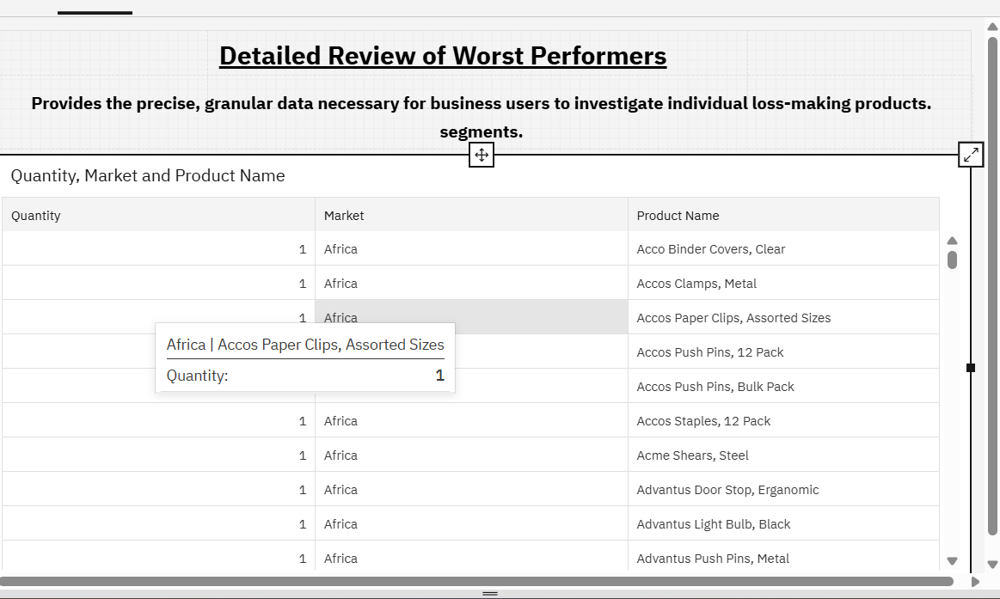 Detailed Review of Worst Performers
Provides the precise, granular data necessary for business users to investigate individual loss-making products.
segments.
Quantity, Market and Product Name
Quantity Market Product Name
1 Africa Acco Binder Covers, Clear
1 Africa Accos Clamps, Metal
1 Africa Accos Paper Clips, Assorted Sizes
Africa | Accos Paper Clips, Assorted Sizes
Quantity: 1
Accos Push Pins, 12 Pack
Accos Push Pins, Bulk Pack
1 Africa Accos Staples, 12 Pack
1 Africa Acme Shears, Steel
1 Africa Advantus Door Stop, Erganomic
1 Africa Advantus Light Bulb, Black
1 Africa Advantus Push Pins, Metal